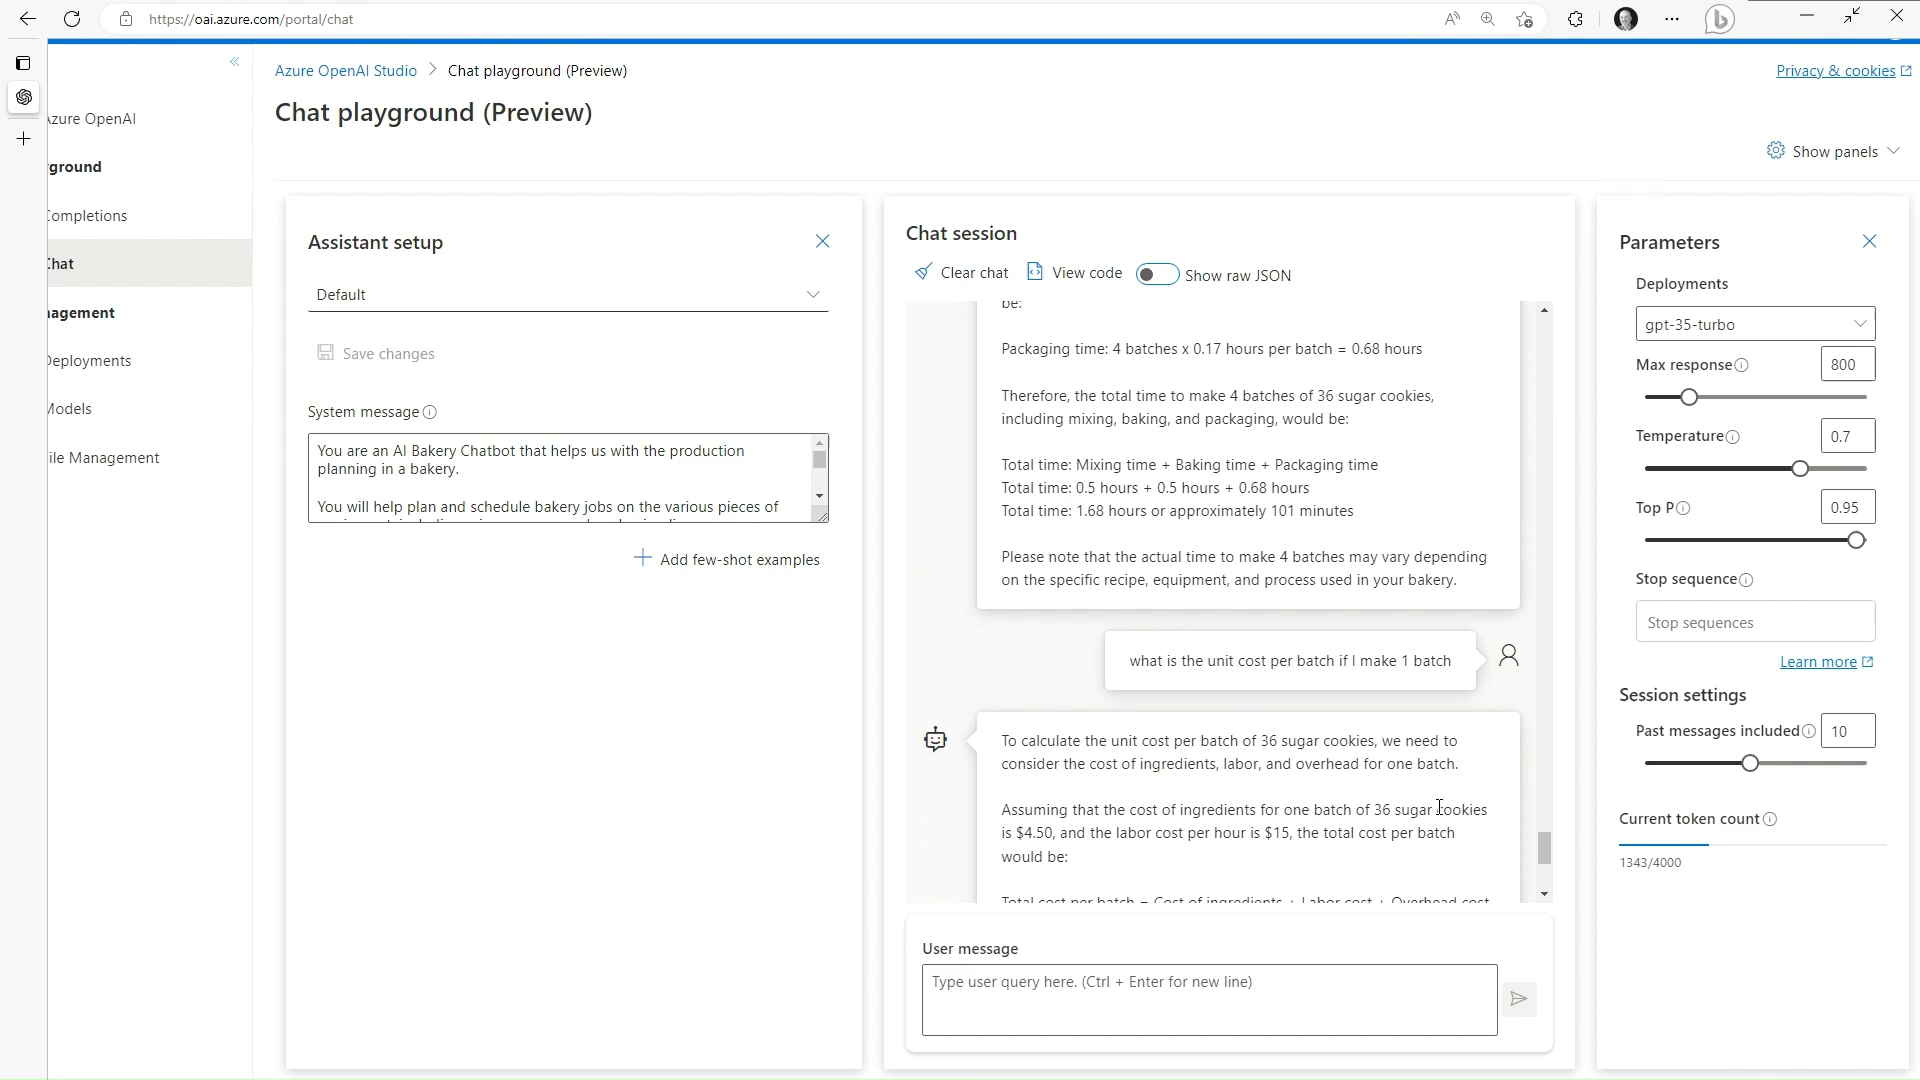 https://oai.azure.com/portal/chat
Azure OpenAI Studio > Chat playground (Preview)
Privacy & cookies
Chat playground (Preview)
Show panels
zure OpenAI
ground
ompletions
hat
agement
eployments
odels
ile Management
Assistant setup
Default
Save changes
System message
You are an AI Bakery Chatbot that helps us with the production
planning in a bakery.
You will help plan and schedule bakery jobs on the various pieces of
Add few-shot examples
Chat session
Clear chat
View code
Show raw JSON
be:
Packaging time: 4 batches x 0.17 hours per batch = 0.68 hours
Therefore, the total time to make 4 batches of 36 sugar cookies,
including mixing, baking, and packaging, would be:
Total time: Mixing time + Baking time + Packaging time
Total time: 0.5 hours + 0.5 hours + 0.68 hours
Total time: 1.68 hours or approximately 101 minutes
Please note that the actual time to make 4 batches may vary depending
on the specific recipe, equipment, and process used in your bakery.
what is the unit cost per batch if I make 1 batch
To calculate the unit cost per batch of 36 sugar cookies, we need to
consider the cost of ingredients, labor, and overhead for one batch.
Assuming that the cost of ingredients for one batch of 36 sugar cookies
is $4.50, and the labor cost per hour is $15, the total cost per batch
would be:
Total cost per batch = Cost of ingredients + Labor cost + Overhead cost
User message
Type user query here. (Ctrl + Enter for new line)
Parameters
Deployments
gpt-35-turbo
Max response
800
Temperature
0.7
Top P
0.95
Stop sequence
Stop sequences
Learn more
Session settings
Past messages included
10
Current token count
1343/4000